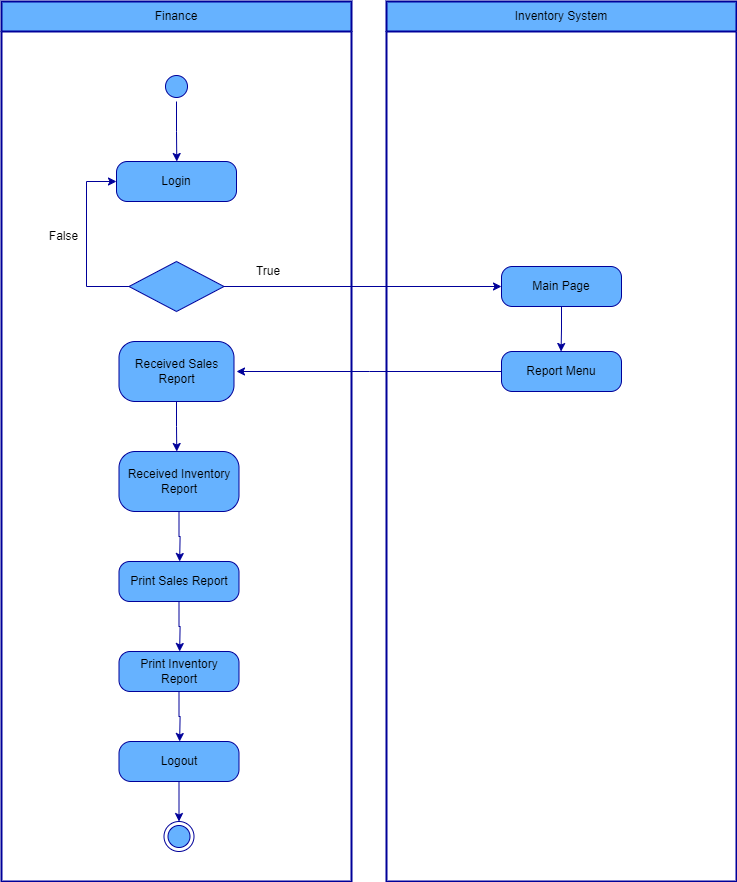 Finance
Inventory System
Login
False
True
Main Page
Received Sales
Report
Report Menu
Received Inventory
Report
Print Sales Report
Print Inventory
Report
Logout